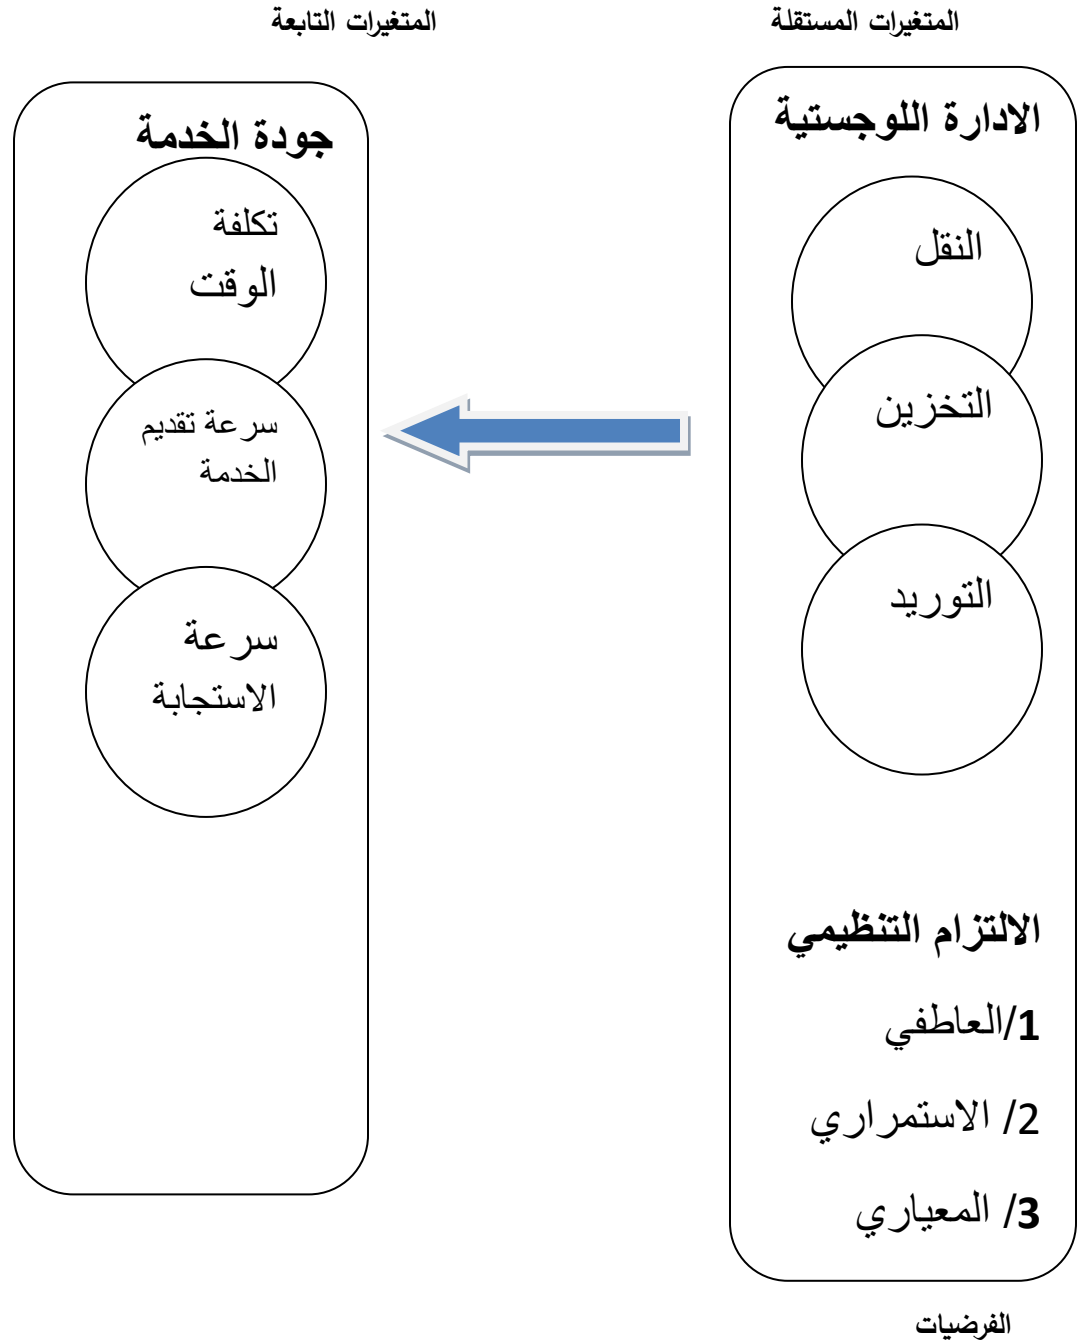 المتغيرات المستقلة
المتغيرات التابعة
الادارة اللوجستية
النقل
التخزين
التوريد
الالتزام التنظيمي
1/العاطفي
2/ الاستمراري
3/ المعياري
جودة الخدمة
تكلفة
الوقت
سرعة تقديم
الخدمة
سرعة
الاستجابة
الفرضيات